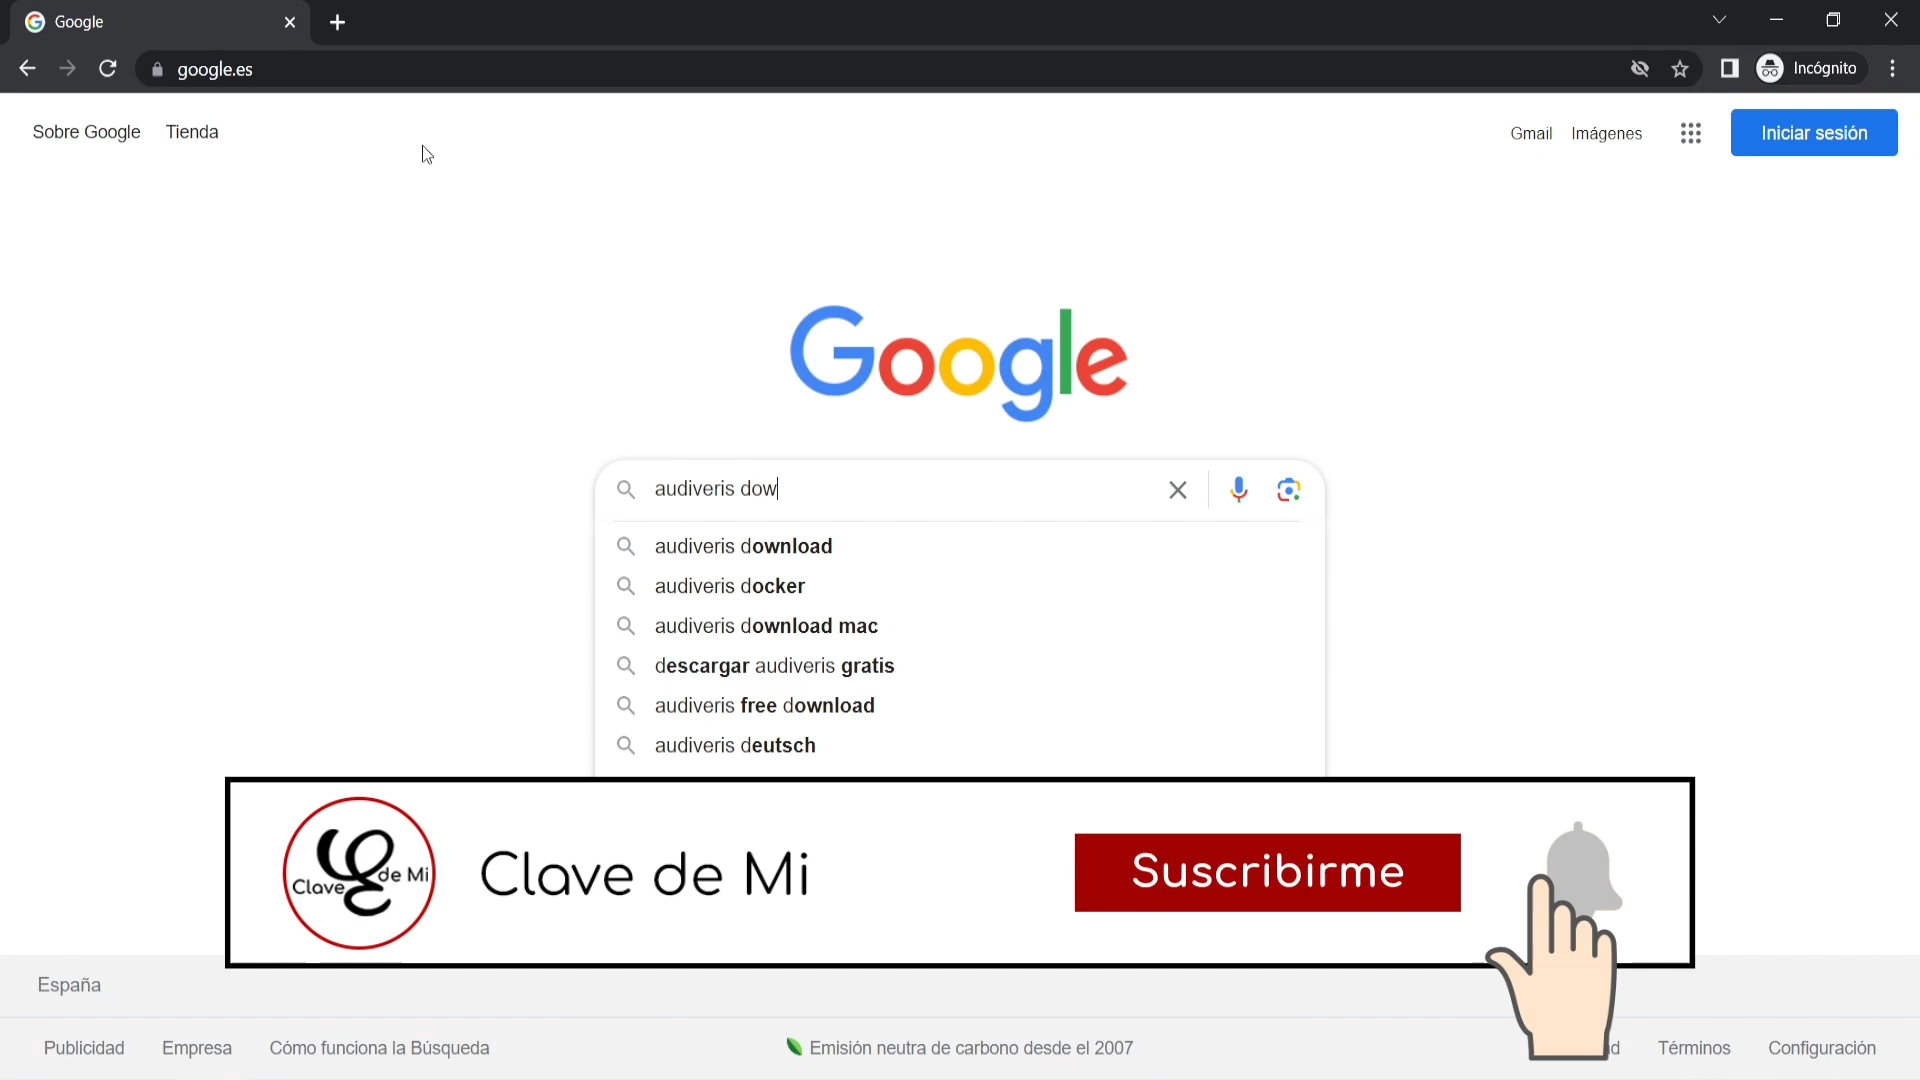 Google
google.es
Incógnito
Sobre Google Tienda
Gmail Imágenes Iniciar sesión
Google
audiveris dow
audiveris download
audiveris docker
audiveris download mac
descargar audiveris gratis
audiveris free download
audiveris deutsch
Clave de Mi
Clave de Mi
Suscribirme
España
Publicidad Empresa Cómo funciona la Búsqueda Emisión neutra de carbono desde el 2007 Términos Configuración